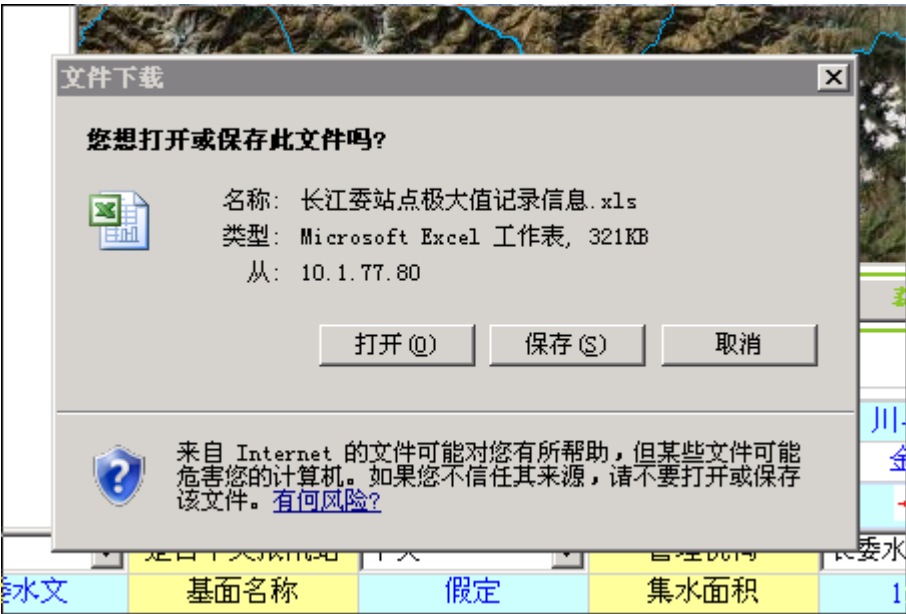 文件下载
您想打开或保存此文件吗?
名称: 长江委站点极大值记录信息.xls
类型: Microsoft Excel 工作表, 321KB
从: 10.1.77.80
打开(O) 保存(S) 取消
来自 Internet 的文件可能对您有所帮助,但某些文件可能
危害您的计算机。如果您不信任其来源,请不要打开或保存
该文件。有何风险?
川
长委水
委水文 基面名称 假定 集水面积 1